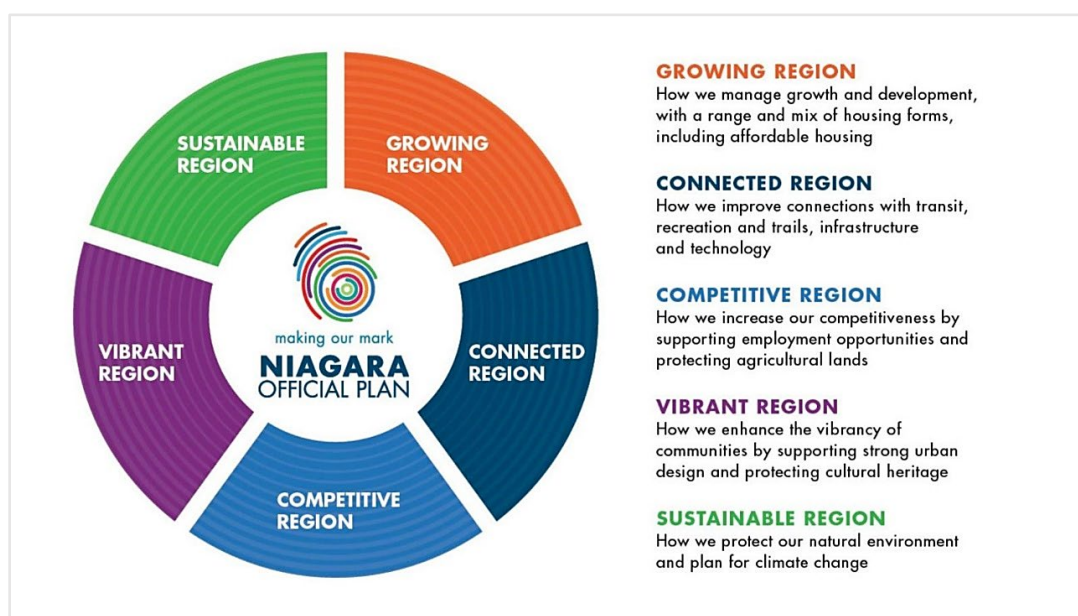 SUSTAINABLE
REGION
GROWING
REGION
VIBRANT
REGION
making our mark
NIAGARA
OFFICIAL PLAN
CONNECTED
REGION
COMPETITIVE
REGION
GROWING REGION
How we manage growth and development,
with a range and mix of housing forms,
including affordable housing
CONNECTED REGION
How we improve connections with transit,
recreation and trails, infrastructure
and technology
COMPETITIVE REGION
How we increase our competitiveness by
supporting employment opportunities and
protecting agricultural lands
VIBRANT REGION
How we enhance the vibrancy of
communities by supporting strong urban
design and protecting cultural heritage
SUSTAINABLE REGION
How we protect our natural environment
and plan for climate change